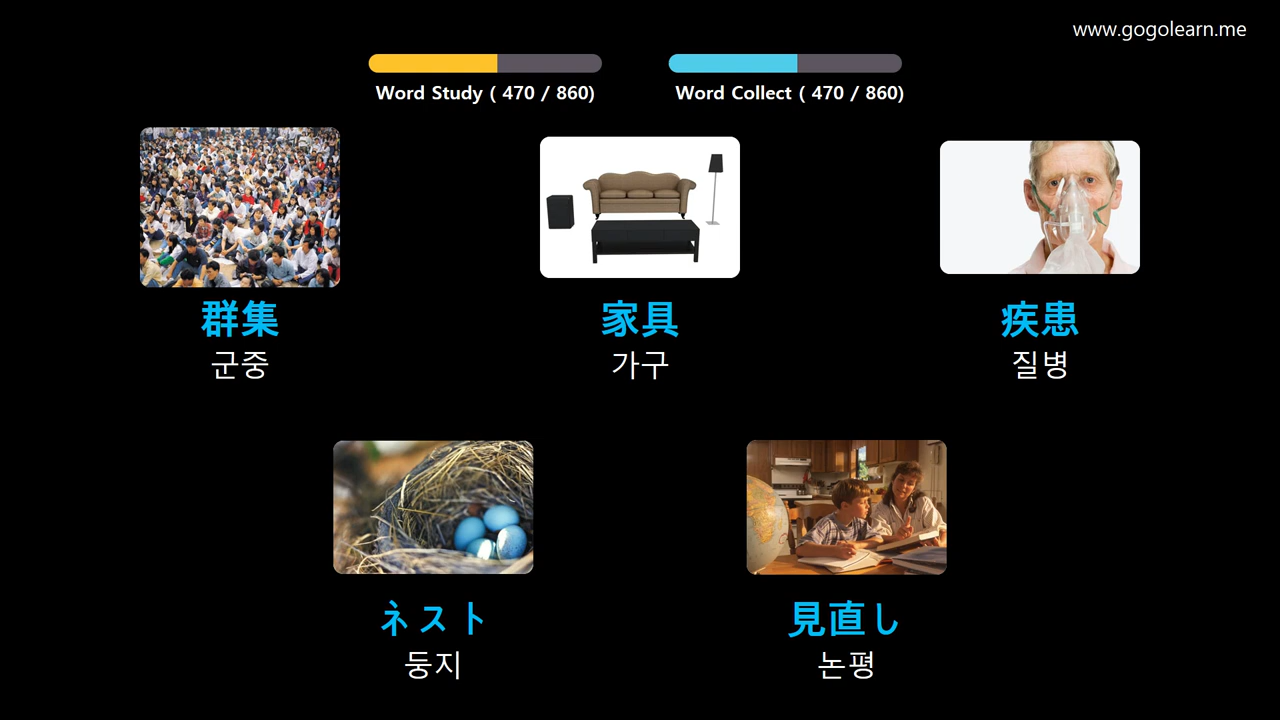 www.gogolearn.me
Word Study ( 470 / 860)
Word Collect ( 470 / 860)
群集
군중
家具
가구
疾患
질병
ネスト
둥지
見直し
논평